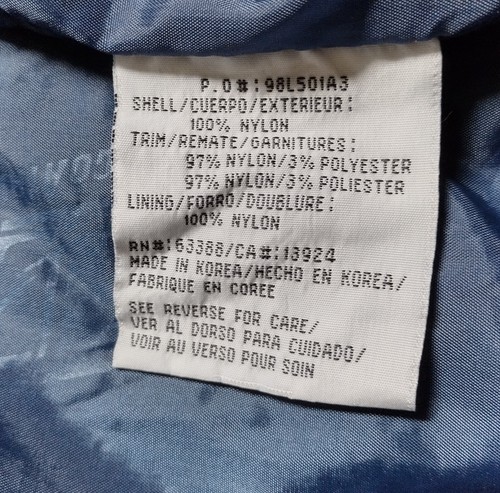 P.O#:98L501A3
SHELL/CUERPO/EXTERIEUR:
100% NYLON
TRIM/REMATE/GARNITURES:
97% NYLON/3% POLYESTER
97% NYLON/3% POLIESTER
LINING/FORRO/DOUBLURE:
100% NYLON
RN#:63388/CA#:13924
MADE IN KOREA/HECHO EN KOREA/
FABRIQUE EN COREE
SEE REVERSE FOR CARE/
VER AL DORSO PARA CUIDADO/
VOIR AU VERSO POUR SOIN